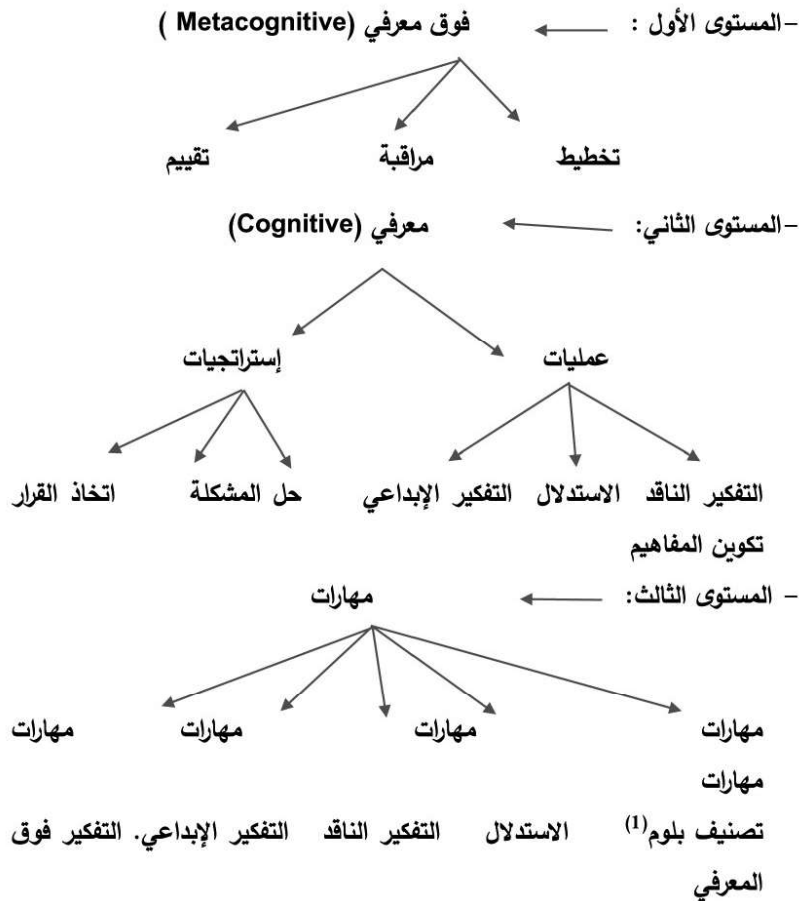 -المستوى الأول : فوق معرفي (Metacognitive )
تخطيط مراقبة تقييم
-المستوى الثاني: معرفي (Cognitive)
عمليات إستراتجيات
التفكير الناقد الاستدلال التفكير الإبداعي حل المشكلة اتخاذ القرار
تكوين المفاهيم
- المستوى الثالث: مهارات
مهارات مهارات مهارات مهارات
مهارات
تصنيف بلوم(1) الاستدلال التفكير الناقد التفكير الإبداعي. التفكير فوق
المعرفي